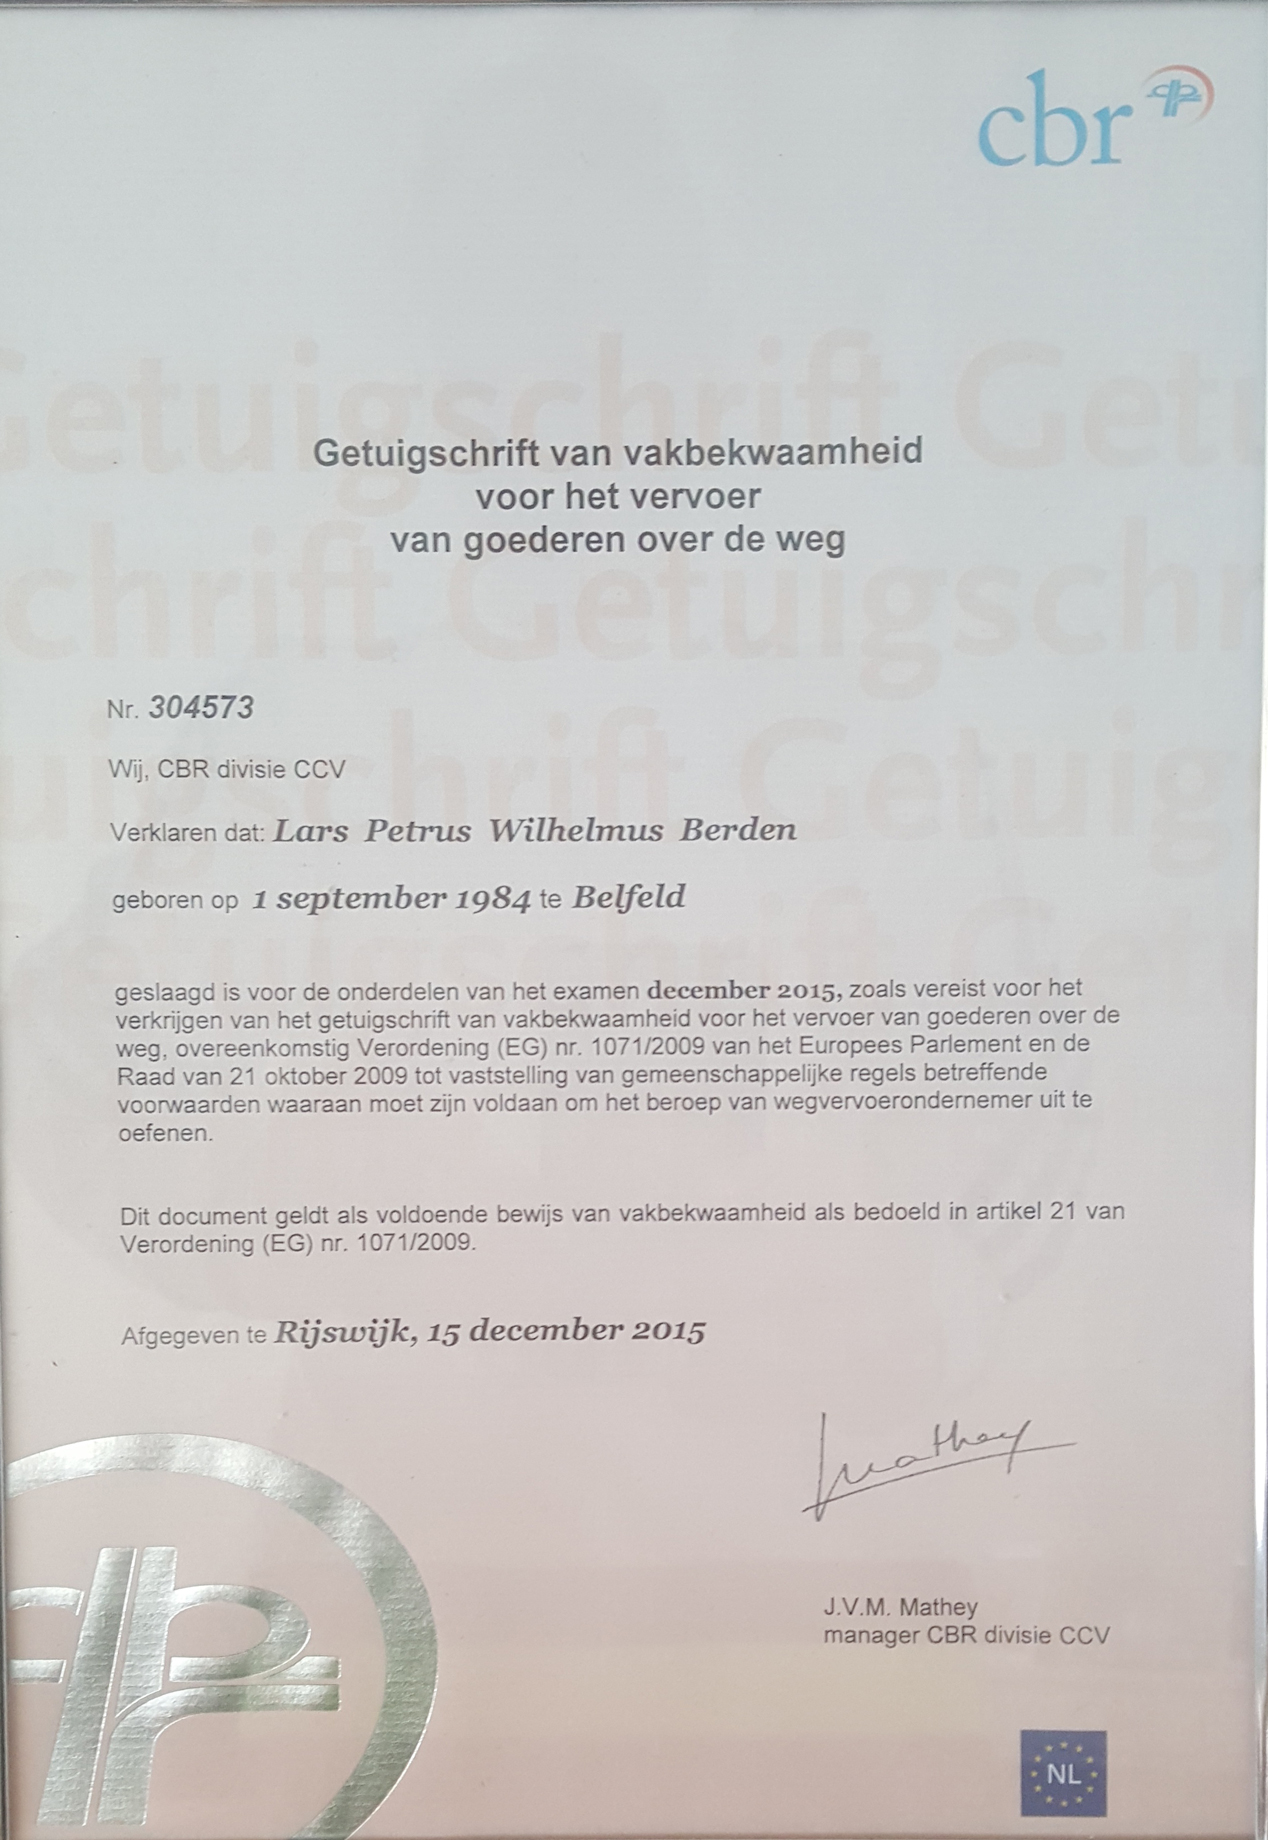 cbr
Getuigschrift van vakbekwaamheid
voor het vervoer
van goederen over de weg
Nr. 304573
Wij, CBR divisie CCV
Verklaren dat: Lars Petrus Wilhelmus Berden
geboren op 1 september 1984 te Belfeld
geslaagd is voor de onderdelen van het examen december 2015, zoals vereist voor het
verkrijgen van het getuigschrift van vakbekwaamheid voor het vervoer van goederen over de
weg, overeenkomstig Verordening (EG) nr. 1071/2009 van het Europees Parlement en de
Raad van 21 oktober 2009 tot vaststelling van gemeenschappelijke regels betreffende
voorwaarden waaraan moet zijn voldaan om het beroep van wegvervoerondernemer uit te
oefenen.
Dit document geldt als voldoende bewijs van vakbekwaamheid als bedoeld in artikel 21 van
Verordening (EG) nr. 1071/2009.
Afgegeven te Rijswijk, 15 december 2015
J.V.M. Mathey
manager CBR divisie CCV
NL